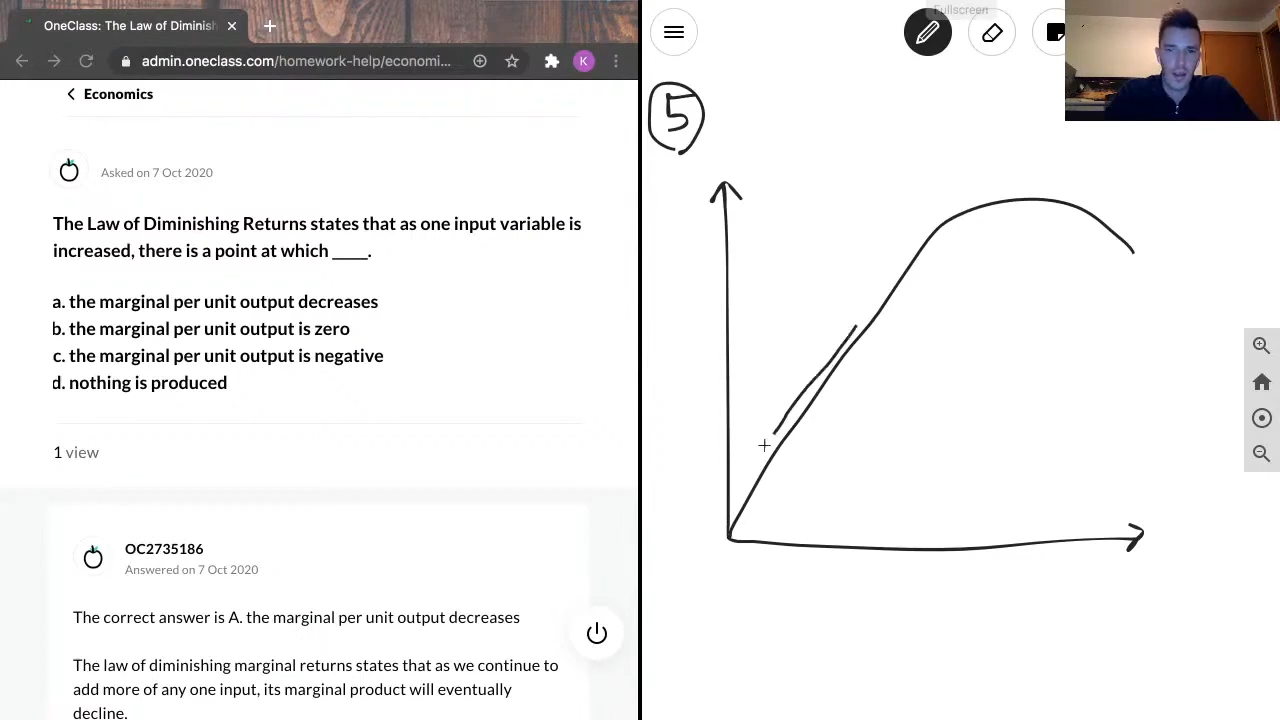 OneClass: The Law of Diminish
admin.oneclass.com/homework-help/economi...
K
Fullscreen
Economics
Asked on 7 Oct 2020
The Law of Diminishing Returns states that as one input variable is
increased, there is a point at which ____.
a. the marginal per unit output decreases
b. the marginal per unit output is zero
c. the marginal per unit output is negative
d. nothing is produced
1 view
OC2735186
Answered on 7 Oct 2020
The correct answer is A. the marginal per unit output decreases
The law of diminishing marginal returns states that as we continue to
add more of any one input, its marginal product will eventually
decline.
5